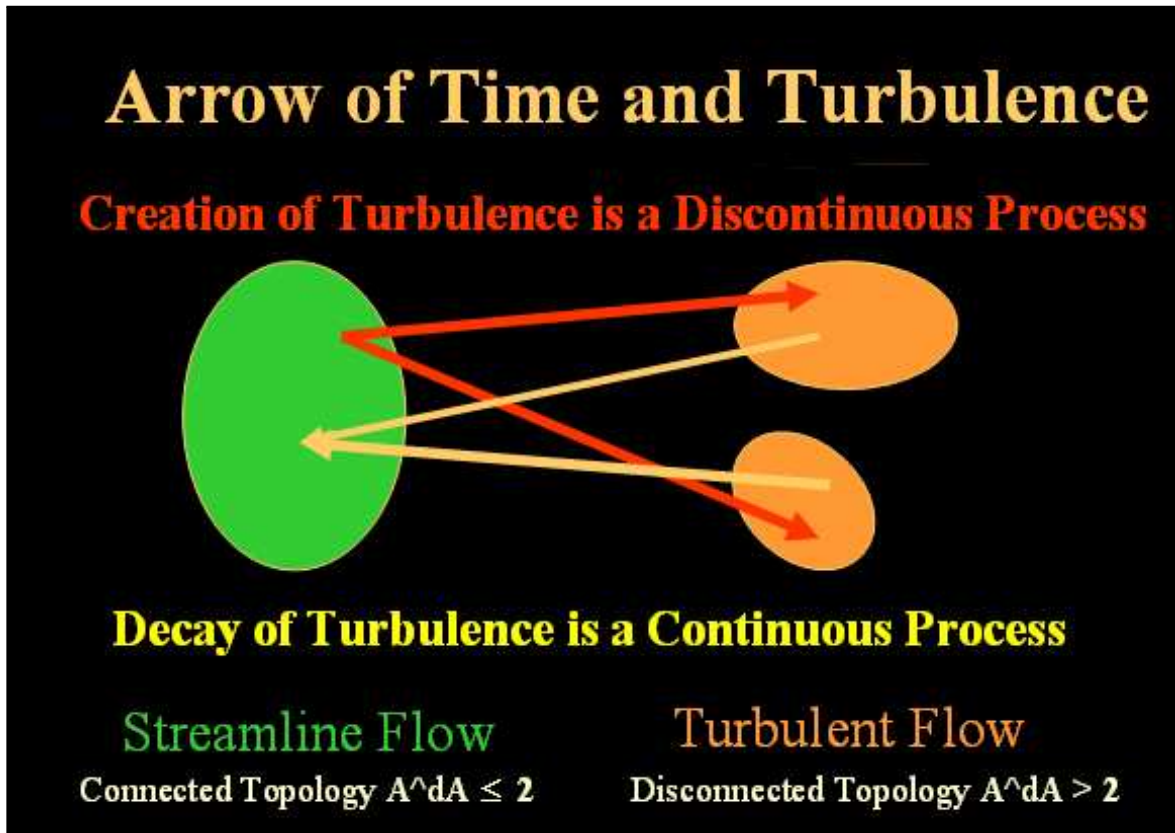 Arrow of Time and Turbulence
Creation of Turbulence is a Discontinuous Process
Decay of Turbulence is a Continuous Process
Streamline Flow
Connected Topology A^dA ≤ 2
Turbulent Flow
Disconnected Topology A^dA > 2